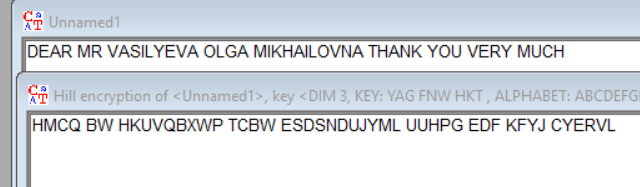 Unnamed1
DEAR MR VASILYEVA OLGA MIKHAILOVNA THANK YOU VERY MUCH
Hill encryption of <Unnamed1>, key <DIM 3, KEY: YAG FNW HKT , ALPHABET: ABCDEFG
HMCQ BW HKUVQBXWP TCBW ESDSNDUJYML UUHPG EDF KFYJ CYERVL